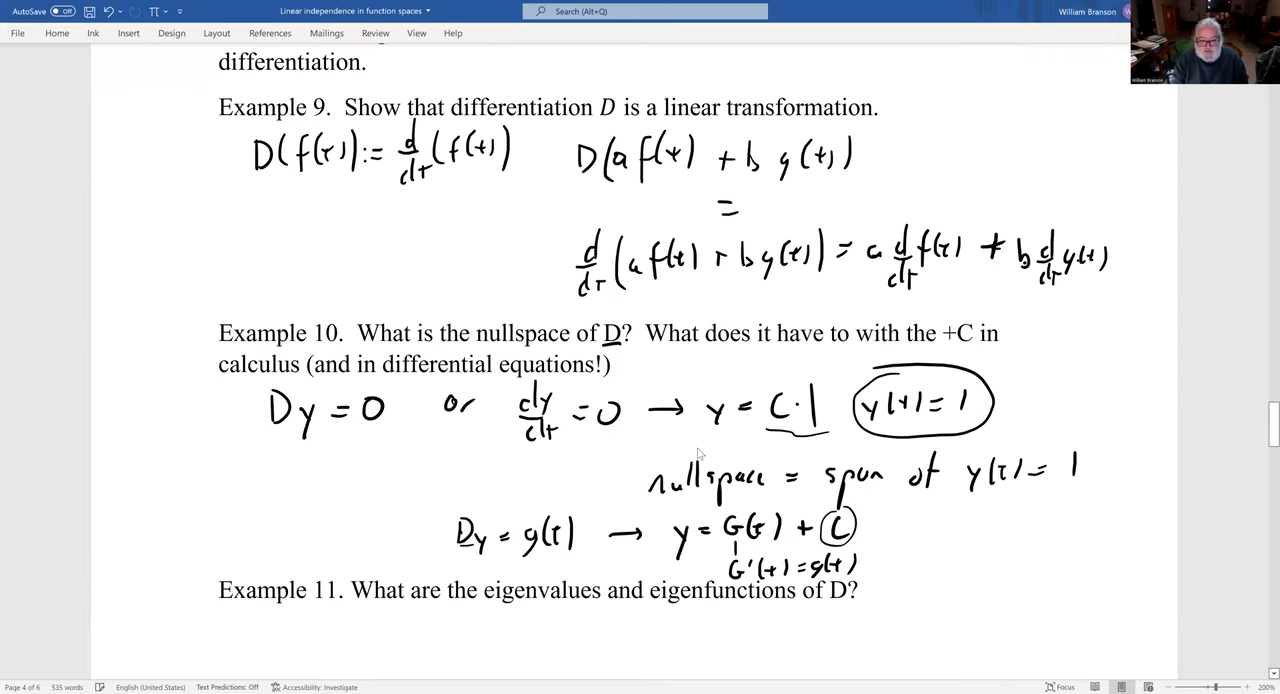 AutoSave Off
Linear independence in function spaces
Search (Alt+Q)
William Branson
File Home Ink Insert Design Layout References Mailings Review View Help
William Branson
differentiation.
Example 9. Show that differentiation D is a linear transformation.
D(f(t)) := d/dt (f(t)) D(a f(t) + b g(t))
=
d/dt (a f(t) + b g(t)) = a d/dt f(t) + b d/dt g(t)
Example 10. What is the nullspace of D? What does it have to with the +C in
calculus (and in differential equations!)
Dy = 0 or dy/dt = 0 → y = C·1 y(t) = 1
nullspace = span of y(t) = 1
Dy = g(t) → y = G(t) + C
G'(t) = g(t)
Example 11. What are the eigenvalues and eigenfunctions of D?
Page 4 of 6 535 words English (United States) Text Predictions: Off Accessibility: Investigate Focus 200%